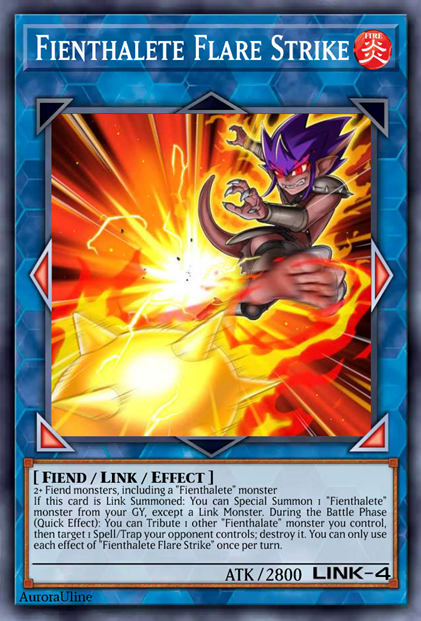 Fienthalete Flare Strike
FIRE
炎
[ Fiend / Link / Effect ]
2+ Fiend monsters, including a "Fienthalete" monster
If this card is Link Summoned: You can Special Summon 1 "Fienthalete"
monster from your GY, except a Link Monster. During the Battle Phase
(Quick Effect): You can Tribute 1 other "Fienthalate" monster you control,
then target 1 Spell/Trap your opponent controls; destroy it. You can only use
each effect of "Fienthalete Flare Strike" once per turn.
ATK/2800 LINK-4
AuroraUline